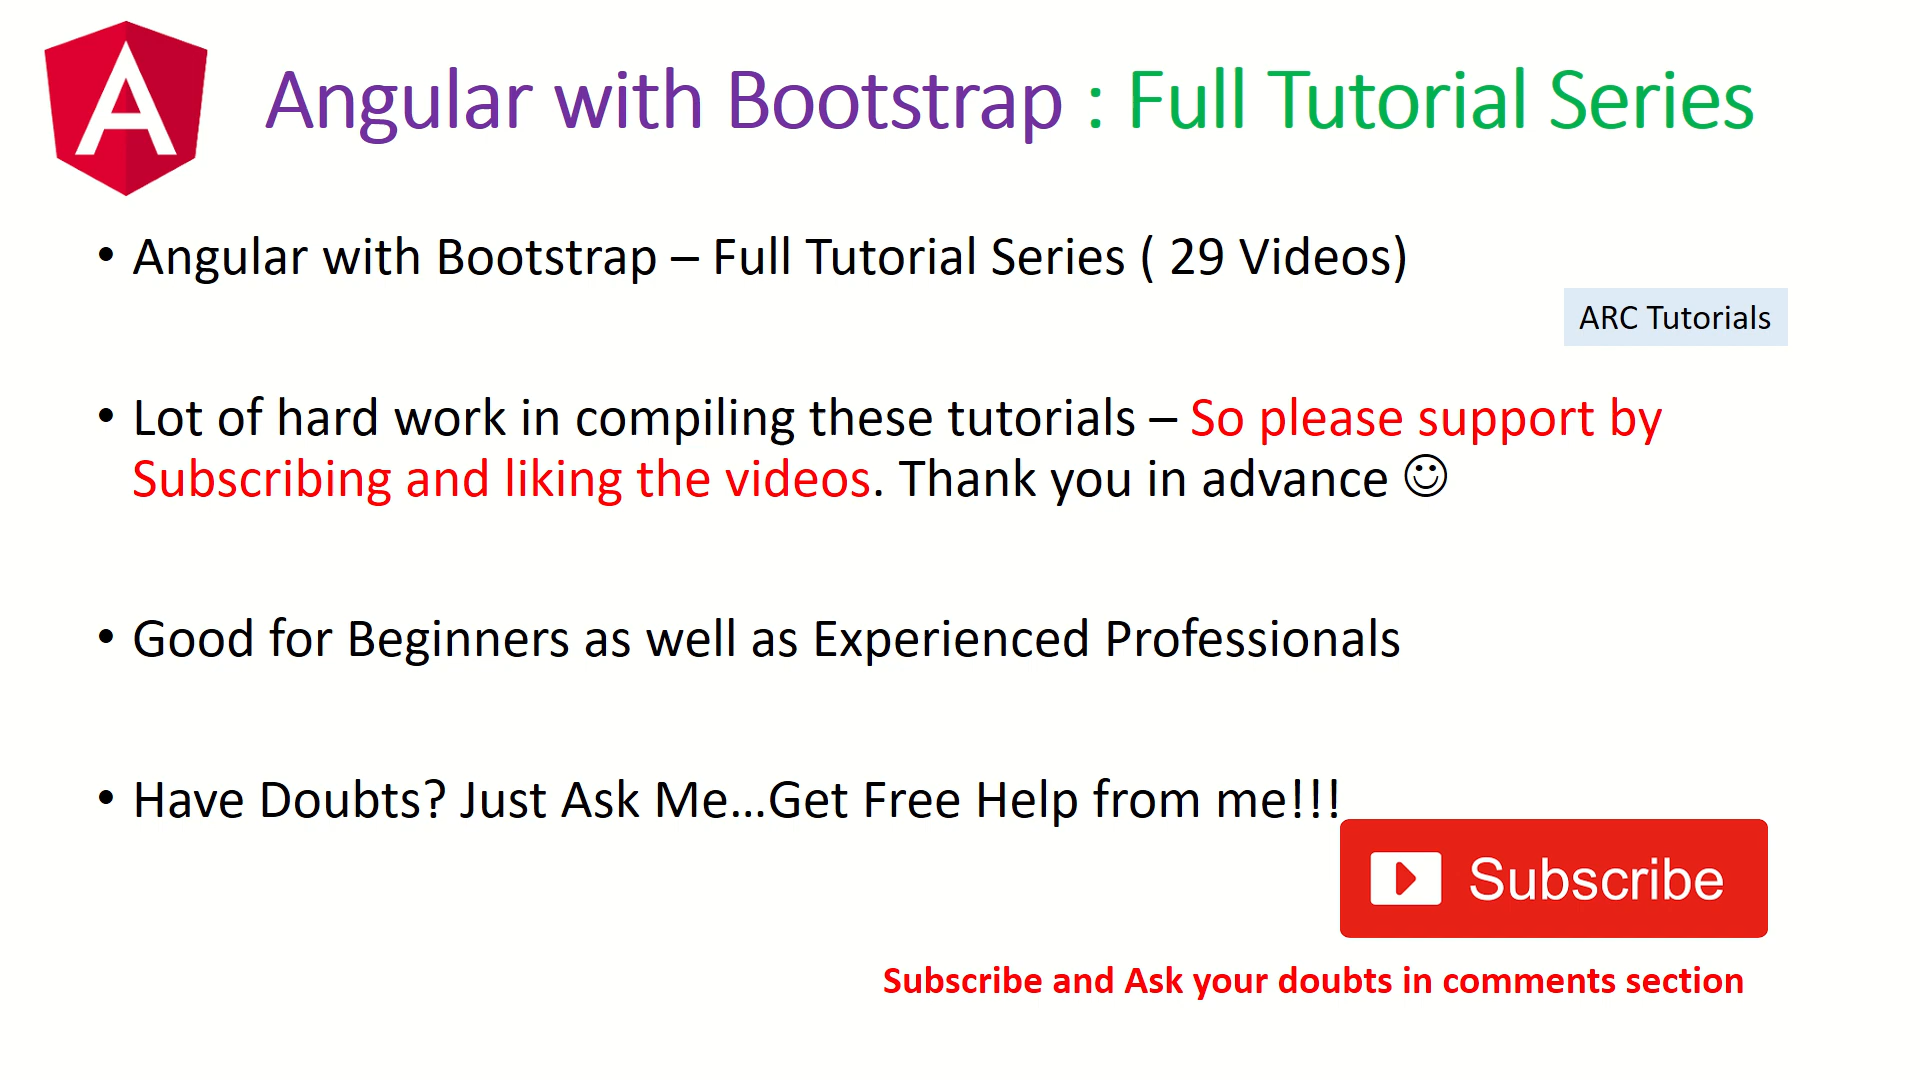 Angular with Bootstrap : Full Tutorial Series
• Angular with Bootstrap – Full Tutorial Series ( 29 Videos)
ARC Tutorials
• Lot of hard work in compiling these tutorials – So please support by
Subscribing and liking the videos. Thank you in advance ☺
• Good for Beginners as well as Experienced Professionals
• Have Doubts? Just Ask Me...Get Free Help from me!!!
Subscribe
Subscribe and Ask your doubts in comments section